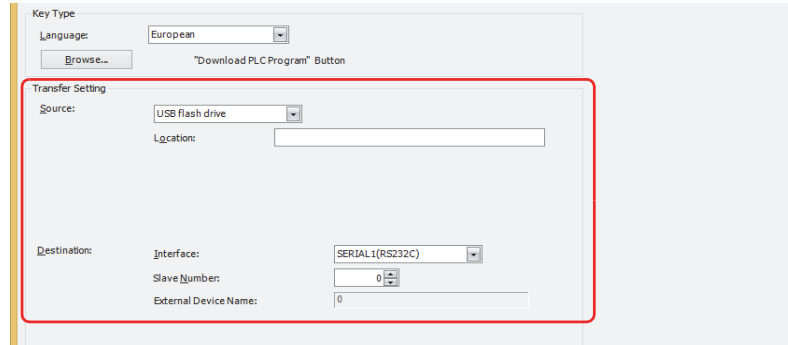 Key Type
Language: European
Browse... "Download PLC Program" Button
Transfer Setting
Source: USB flash drive
Location:
Destination: Interface: SERIAL1(RS232C)
Slave Number: 0
External Device Name: 0